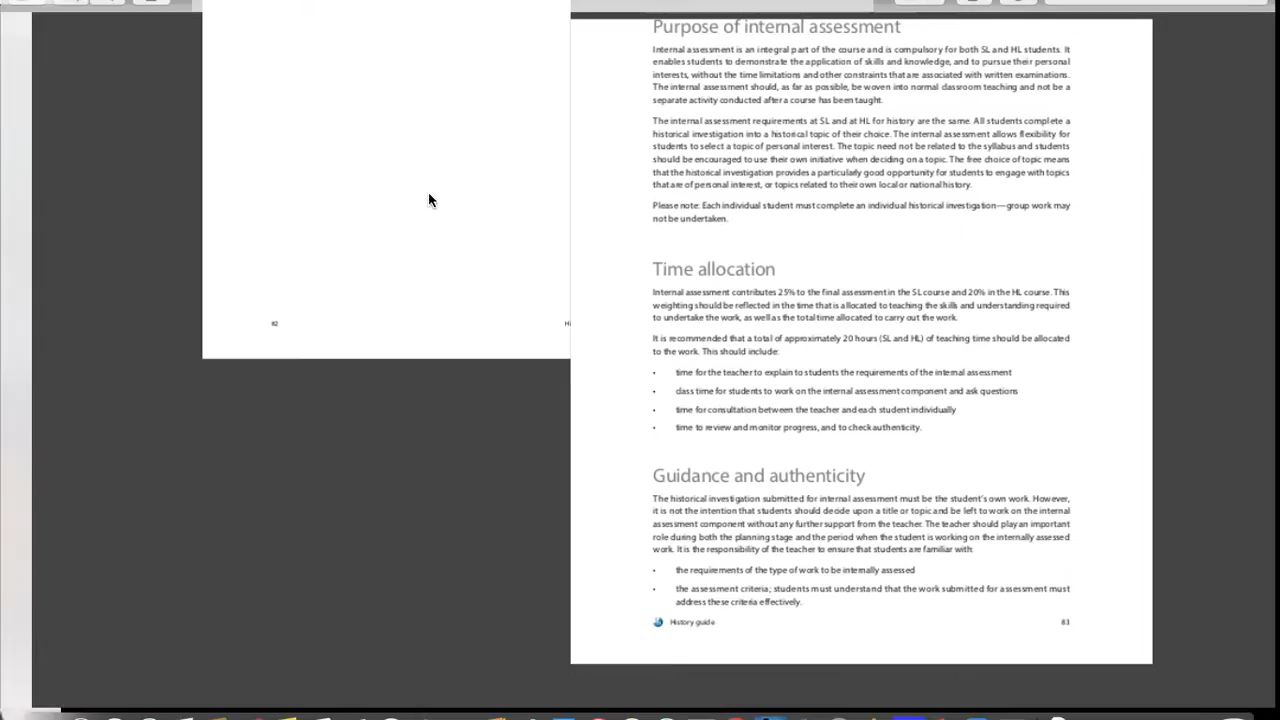 Purpose of internal assessment
Internal assessment is an integral part of the course and is compulsory for both SL and HL students. It
enables students to demonstrate the application of skills and knowledge, and to pursue their personal
interests, without the time limitations and other constraints that are associated with written examinations.
The internal assessment should, as far as possible, be woven into normal classroom teaching and not be a
separate activity conducted after a course has been taught.
The internal assessment requirements at SL and at HL for history are the same. All students complete a
historical investigation into a historical topic of their choice. The internal assessment allows flexibility for
students to select a topic of personal interest. The topic need not be related to the syllabus and students
should be encouraged to use their own initiative when deciding on a topic. The free choice of topic means
that the historical investigation provides a particularly good opportunity for students to engage with topics
that are of personal interest, or topics related to their own local or national history.
Please note: Each individual student must complete an individual historical investigation—group work may
not be undertaken.
Time allocation
Internal assessment contributes 25% to the final assessment in the SL course and 20% in the HL course. This
weighting should be reflected in the time that is allocated to teaching the skills and understanding required
to undertake the work, as well as the total time allocated to carry out the work.
It is recommended that a total of approximately 20 hours (SL and HL) of teaching time should be allocated
to the work. This should include:
• time for the teacher to explain to students the requirements of the internal assessment
• class time for students to work on the internal assessment component and ask questions
• time for consultation between the teacher and each student individually
• time to review and monitor progress, and to check authenticity.
Guidance and authenticity
The historical investigation submitted for internal assessment must be the student's own work. However,
it is not the intention that students should decide upon a title or topic and be left to work on the internal
assessment component without any further support from the teacher. The teacher should play an important
role during both the planning stage and the period when the student is working on the internally assessed
work. It is the responsibility of the teacher to ensure that students are familiar with:
• the requirements of the type of work to be internally assessed
• the assessment criteria; students must understand that the work submitted for assessment must
address these criteria effectively.
History guide 83
82